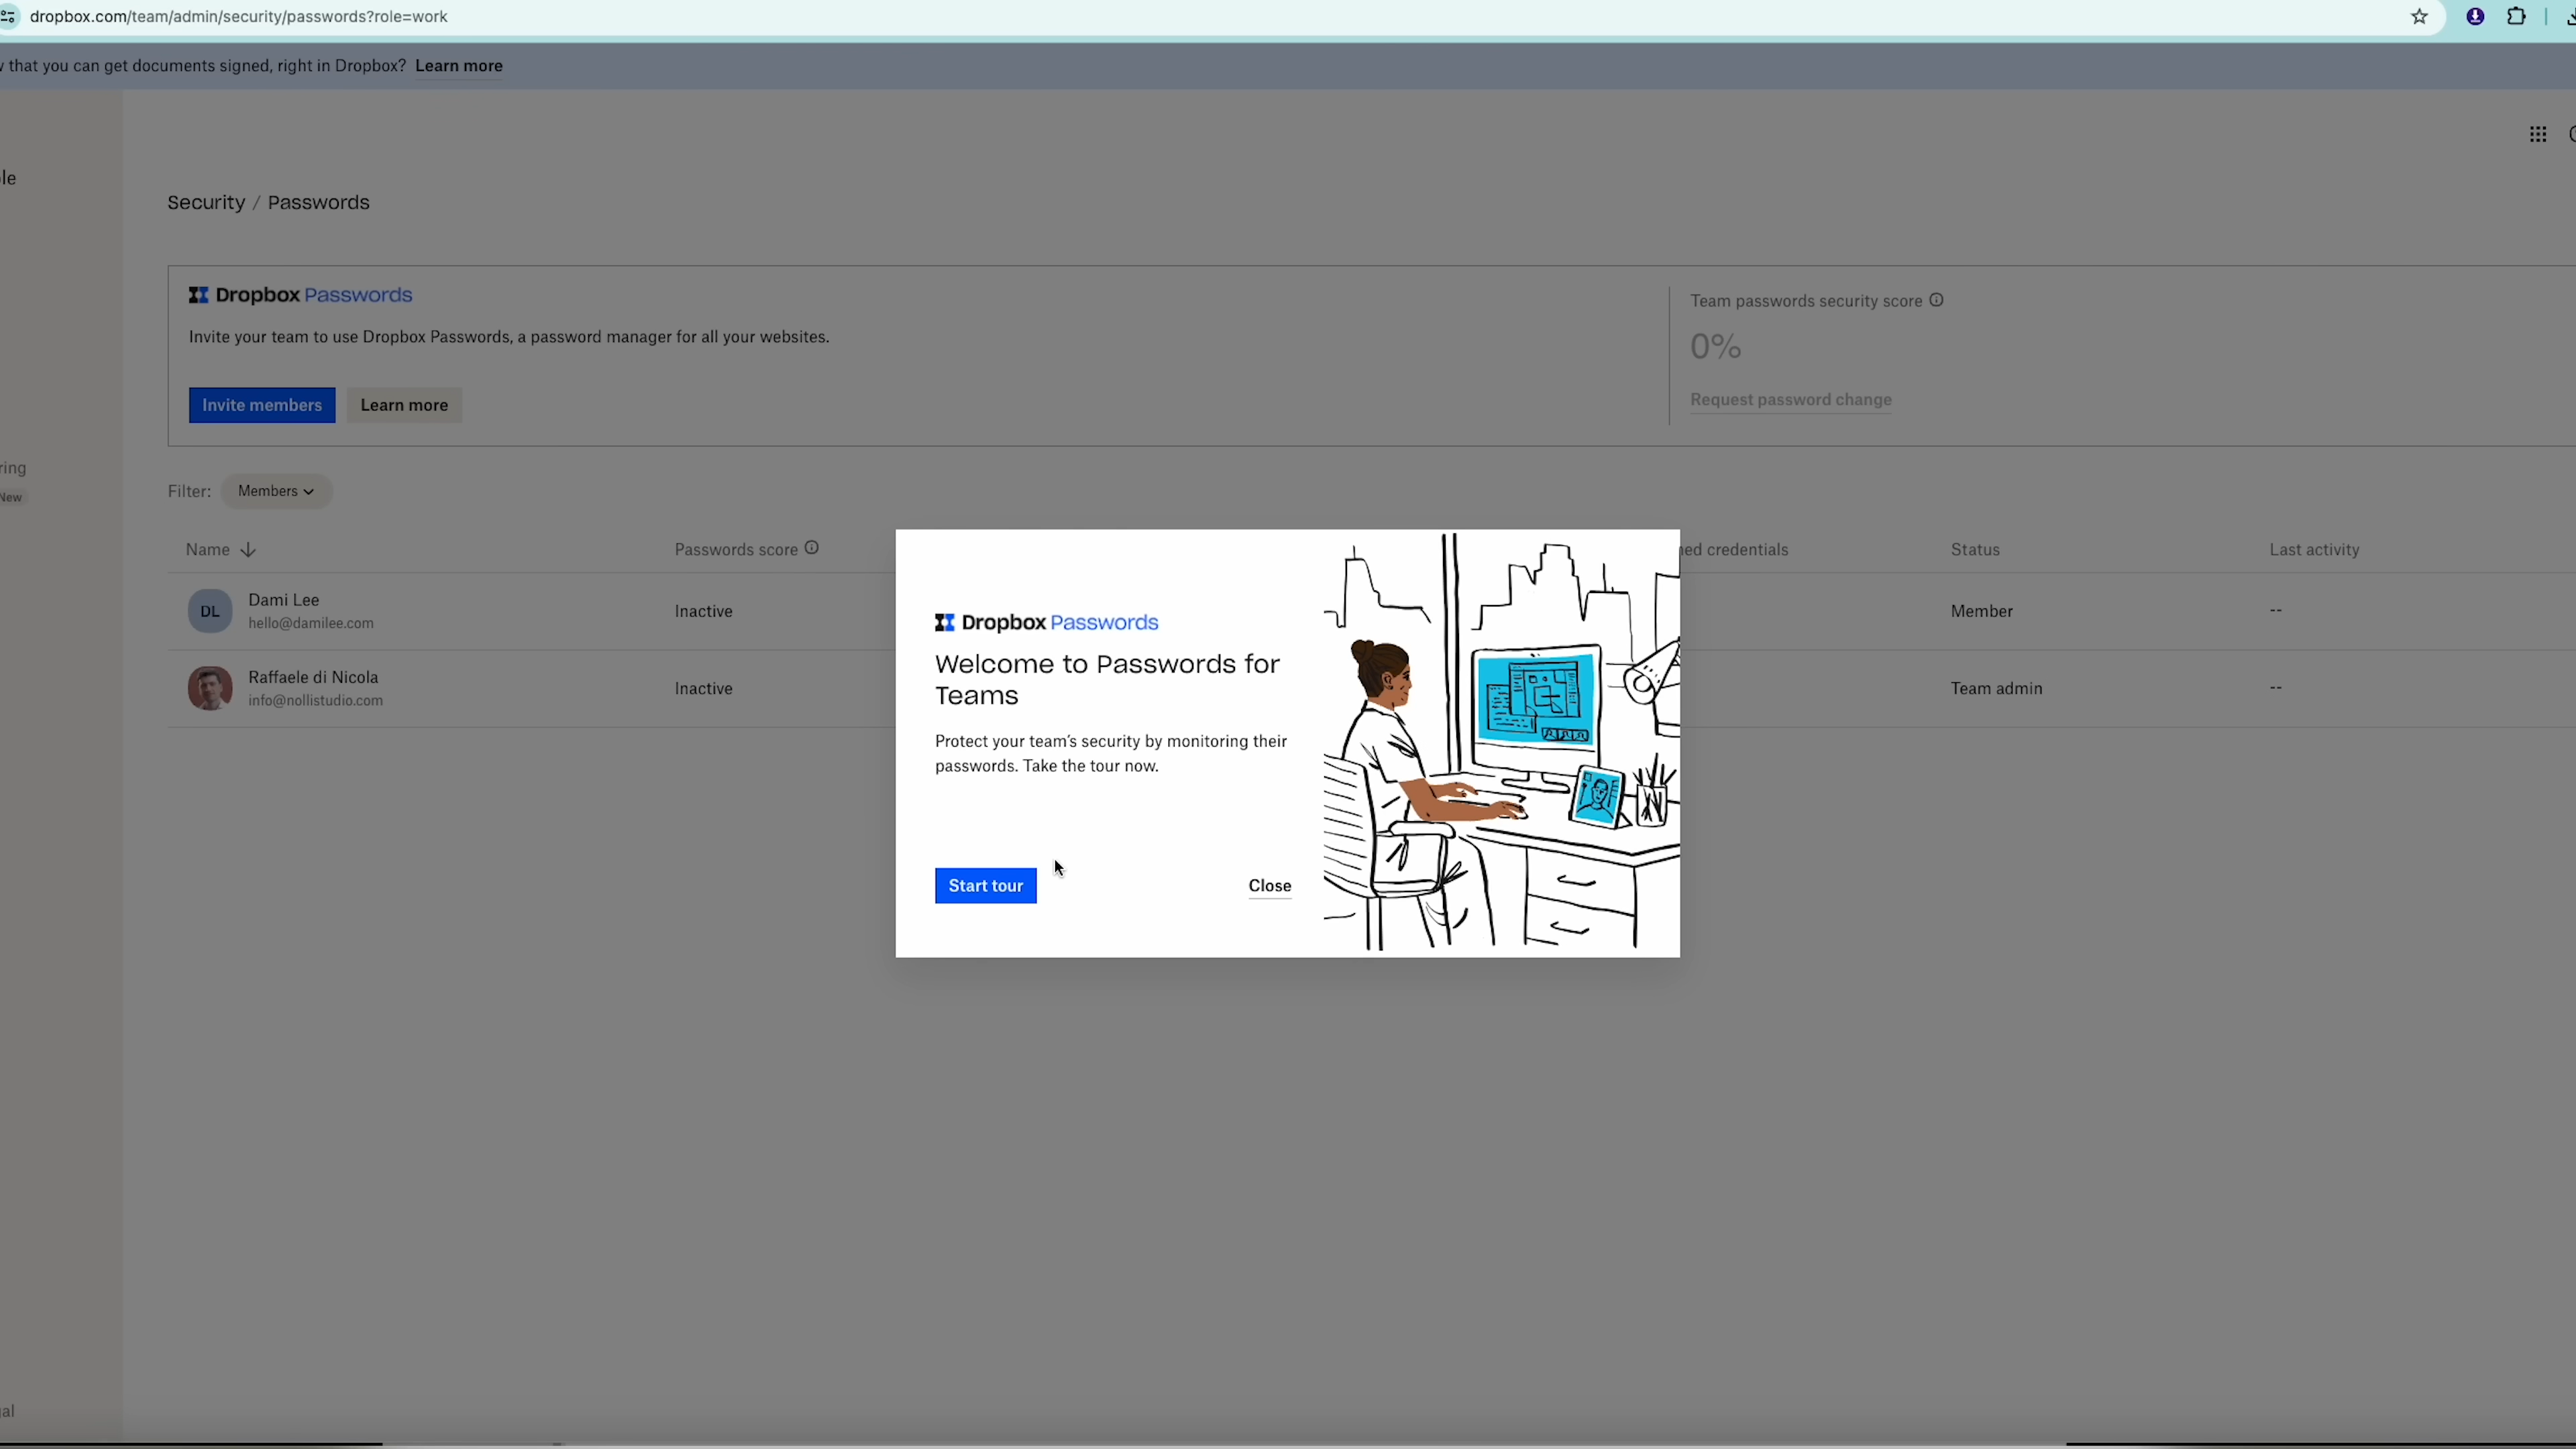 dropbox.com/team/admin/security/passwords?role=work
that you can get documents signed, right in Dropbox? Learn more
Security / Passwords
Dropbox Passwords
Invite your team to use Dropbox Passwords, a password manager for all your websites.
Invite members Learn more
Team passwords security score
0%
Request password change
New
Filter: Members
Name Passwords score credentials Status Last activity
DL Dami Lee
hello@damilee.com
Inactive Member --
Raffaele di Nicola
info@nollistudio.com
Inactive Team admin --
Dropbox Passwords
Welcome to Passwords for
Teams
Protect your team's security by monitoring their
passwords. Take the tour now.
Start tour Close